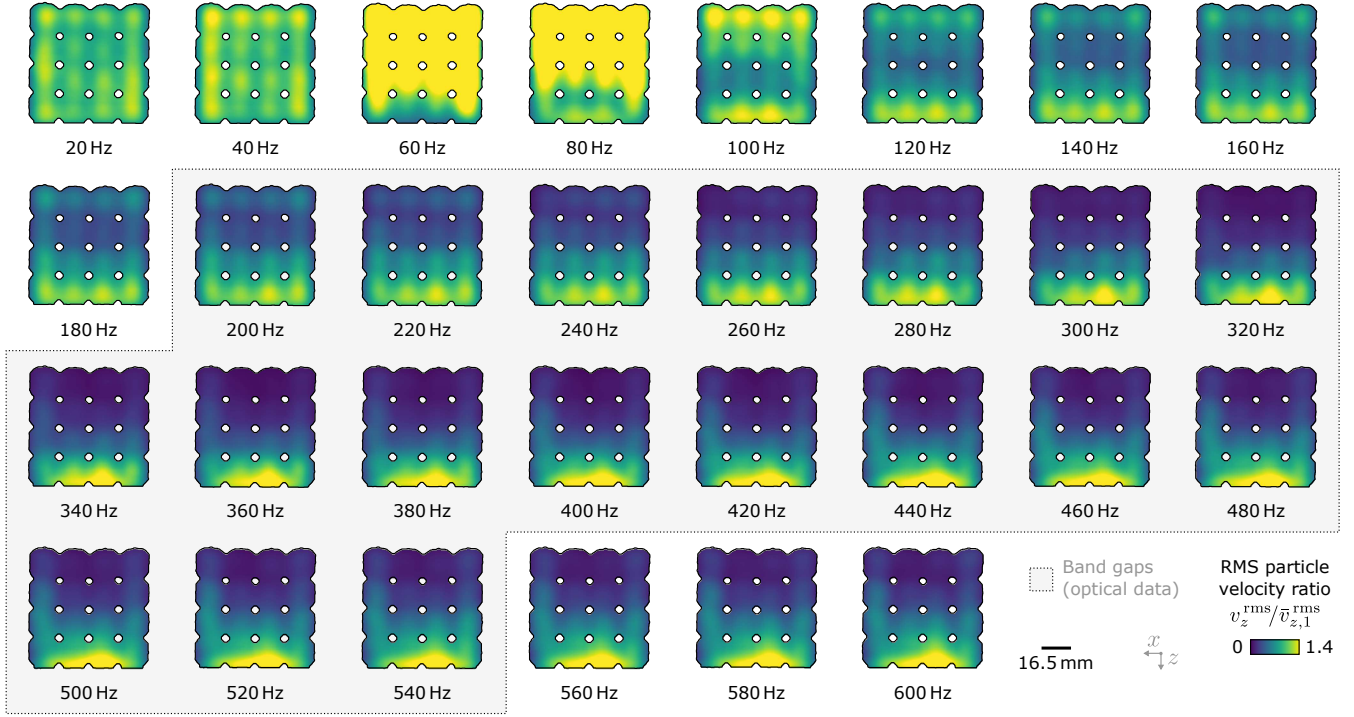 20 Hz 40 Hz 60 Hz 80 Hz 100 Hz 120 Hz 140 Hz 160 Hz
180 Hz 200 Hz 220 Hz 240 Hz 260 Hz 280 Hz 300 Hz 320 Hz
340 Hz 360 Hz 380 Hz 400 Hz 420 Hz 440 Hz 460 Hz 480 Hz
500 Hz 520 Hz 540 Hz 560 Hz 580 Hz 600 Hz
Band gaps
(optical data)
16.5 mm
x
z
RMS particle
velocity ratio
v_z^rms/v̄_z,1^rms
0 1.4